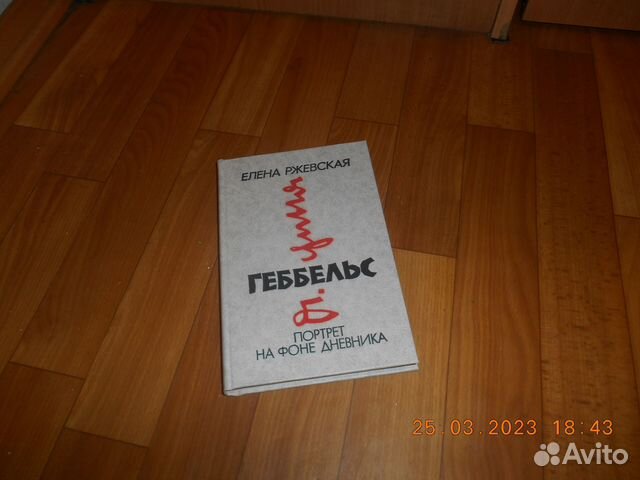 ЕЛЕНА РЖЕВСКАЯ
ГЕББЕЛЬС
ПОРТРЕТ
НА ФОНЕ ДНЕВНИКА
25.03.2023 18:43
Avito